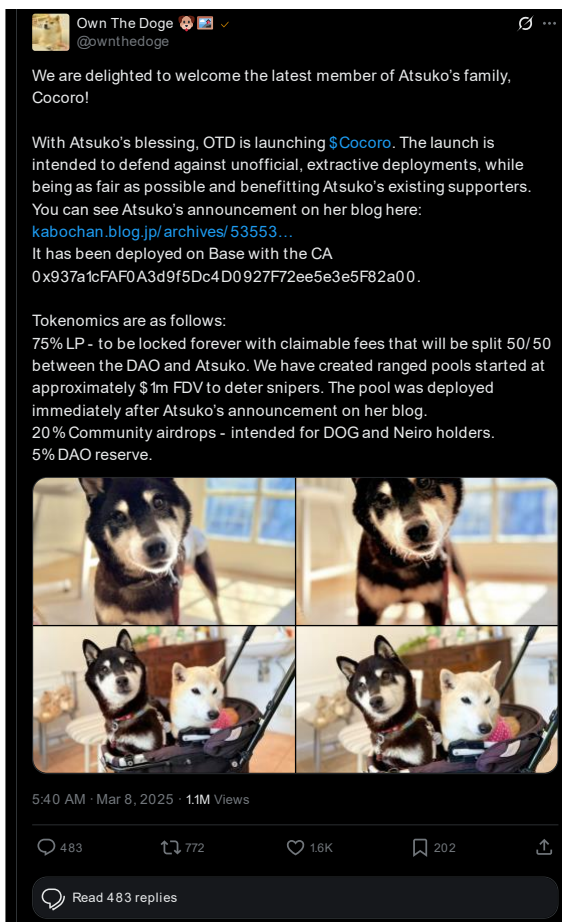 Own The Doge 🐶🖼️
@ownthedoge
We are delighted to welcome the latest member of Atsuko's family,
Cocoro!
With Atsuko's blessing, OTD is launching $Cocoro. The launch is
intended to defend against unofficial, extractive deployments, while
being as fair as possible and benefitting Atsuko's existing supporters.
You can see Atsuko's announcement on her blog here:
kabochan.blog.jp/archives/53553…
It has been deployed on Base with the CA
0x937a1cFAF0A3d9f5Dc4D0927F72ee5e3e5F82a00.
Tokenomics are as follows:
75% LP - to be locked forever with claimable fees that will be split 50/50
between the DAO and Atsuko. We have created ranged pools started at
approximately $1m FDV to deter snipers. The pool was deployed
immediately after Atsuko's announcement on her blog.
20% Community airdrops - intended for DOG and Neiro holders.
5% DAO reserve.
5:40 AM · Mar 8, 2025 · 1.1M Views
483 772 1.6K 202
Read 483 replies